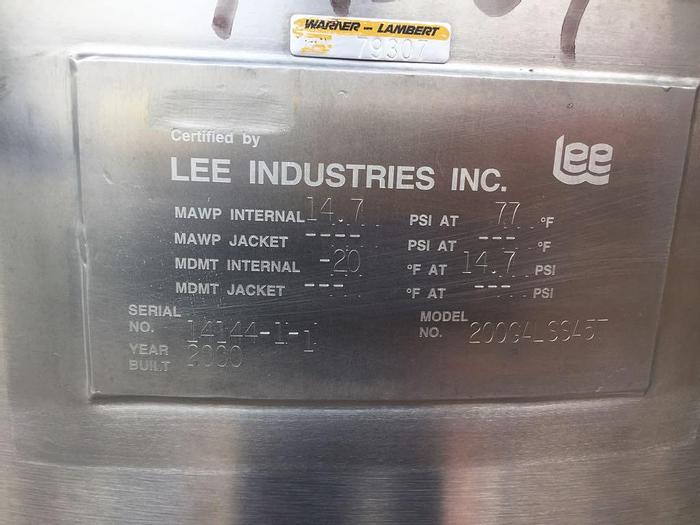 WARNER – LAMBERT
79307
Certified by
LEE INDUSTRIES INC.
Lee
MAWP INTERNAL 14.7 PSI AT 77 °F
MAWP JACKET ---- PSI AT --- °F
MDMT INTERNAL -20 °F AT 14.7 PSI
MDMT JACKET --- °F AT --- PSI
SERIAL NO. 14144-1-1
MODEL NO.
YEAR BUILT 2000